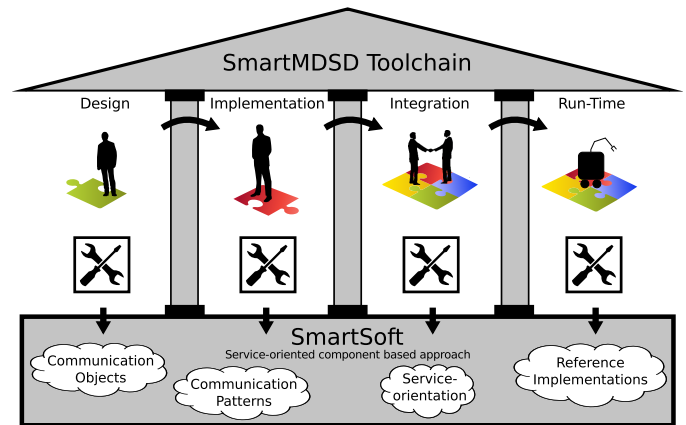 SmartMDSD Toolchain
Design
Implementation
Integration
Run-Time
SmartSoft
Service-oriented component based approach
Communication
Objects
Communication
Patterns
Service-
orientation
Reference
Implementations